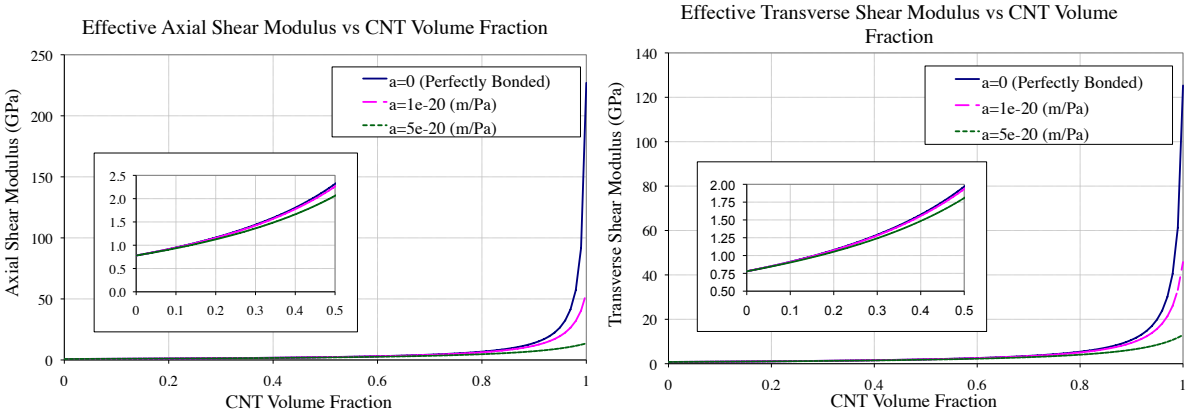 Effective Axial Shear Modulus vs CNT Volume Fraction
Axial Shear Modulus (GPa)
250
200
150
100
50
0
0 0.2 0.4 0.6 0.8 1
CNT Volume Fraction
a=0 (Perfectly Bonded)
a=1e-20 (m/Pa)
a=5e-20 (m/Pa)
2.5
2.0
1.5
1.0
0.5
0.0
0 0.1 0.2 0.3 0.4 0.5
Effective Transverse Shear Modulus vs CNT Volume
Fraction
Transverse Shear Modulus (GPa)
140
120
100
80
60
40
20
0
0 0.2 0.4 0.6 0.8 1
CNT Volume Fraction
a=0 (Perfectly Bonded)
a=1e-20 (m/Pa)
a=5e-20 (m/Pa)
2.00
1.75
1.50
1.25
1.00
0.75
0.50
0 0.1 0.2 0.3 0.4 0.5